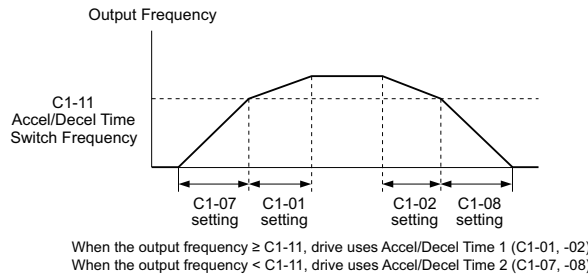 Output Frequency
C1-11
Accel/Decel Time
Switch Frequency
C1-07
setting
C1-01
setting
C1-02
setting
C1-08
setting
When the output frequency ≥ C1-11, drive uses Accel/Decel Time 1 (C1-01, -02)
When the output frequency < C1-11, drive uses Accel/Decel Time 2 (C1-07, -08)